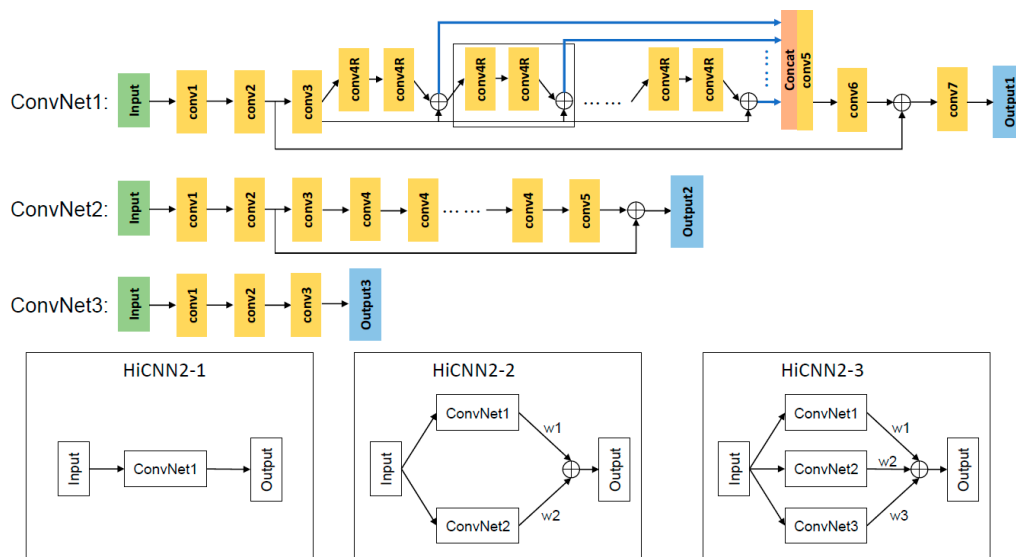 ConvNet1:
Input
conv1
conv2
conv3
conv4R
conv4R
conv4R
conv4R
... ...
conv4R
conv4R
Concat
conv5
conv6
conv7
Output1
ConvNet2:
Input
conv1
conv2
conv3
conv4
conv4
... ...
conv4
conv5
Output2
ConvNet3:
Input
conv1
conv2
conv3
Output3
HiCNN2-1
Input
ConvNet1
Output
HiCNN2-2
Input
ConvNet1
w1
ConvNet2
w2
Output
HiCNN2-3
Input
ConvNet1
w1
ConvNet2
w2
ConvNet3
w3
Output